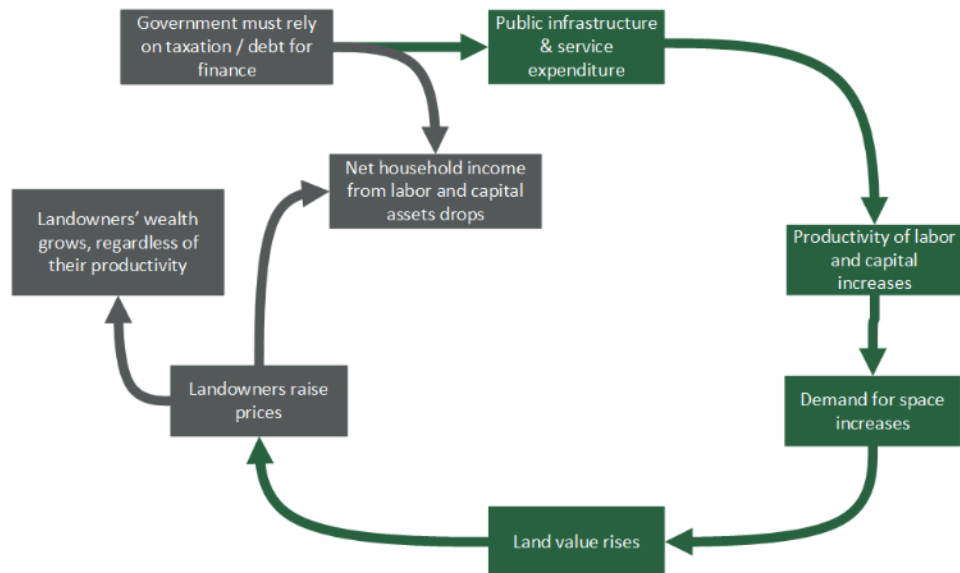 Government must rely
on taxation / debt for
finance
Public infrastructure
& service
expenditure
Net household income
from labor and capital
assets drops
Landowners’ wealth
grows, regardless of
their productivity
Productivity of labor
and capital
increases
Landowners raise
prices
Demand for space
increases
Land value rises